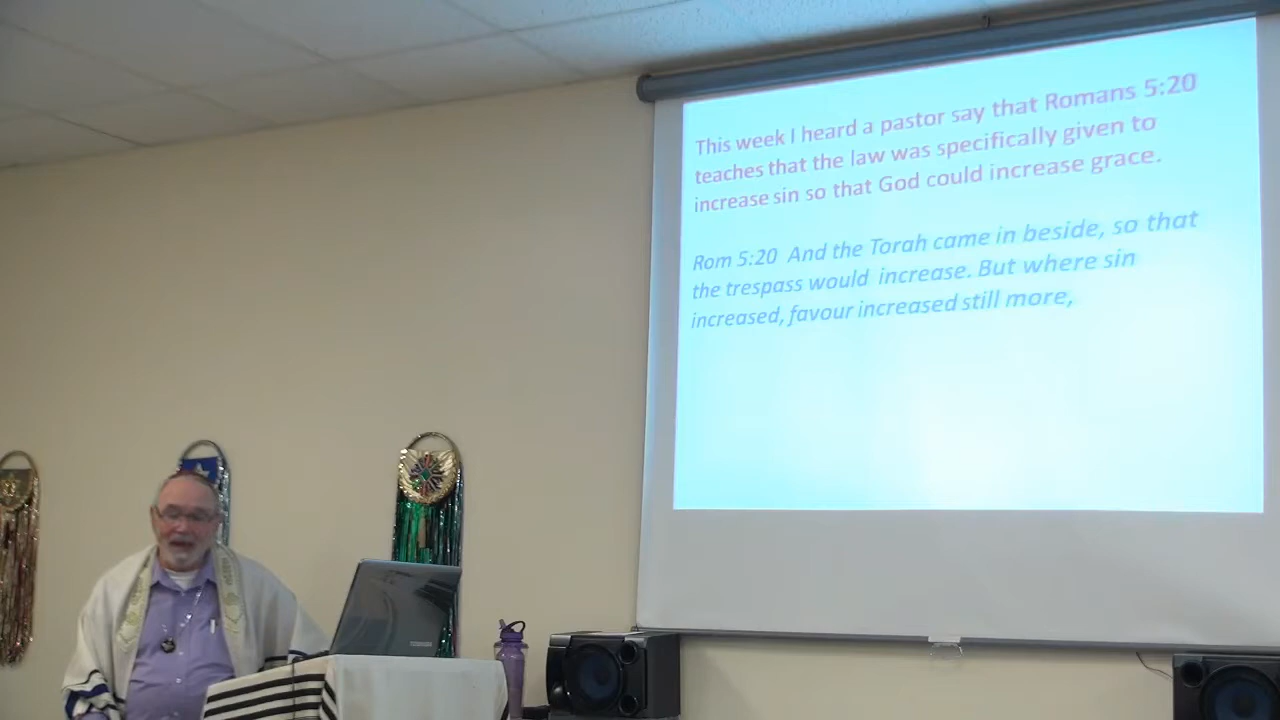 This week I heard a pastor say that Romans 5:20
teaches that the law was specifically given to
increase sin so that God could increase grace.
Rom 5:20 And the Torah came in beside, so that
the trespass would increase. But where sin
increased, favour increased still more,